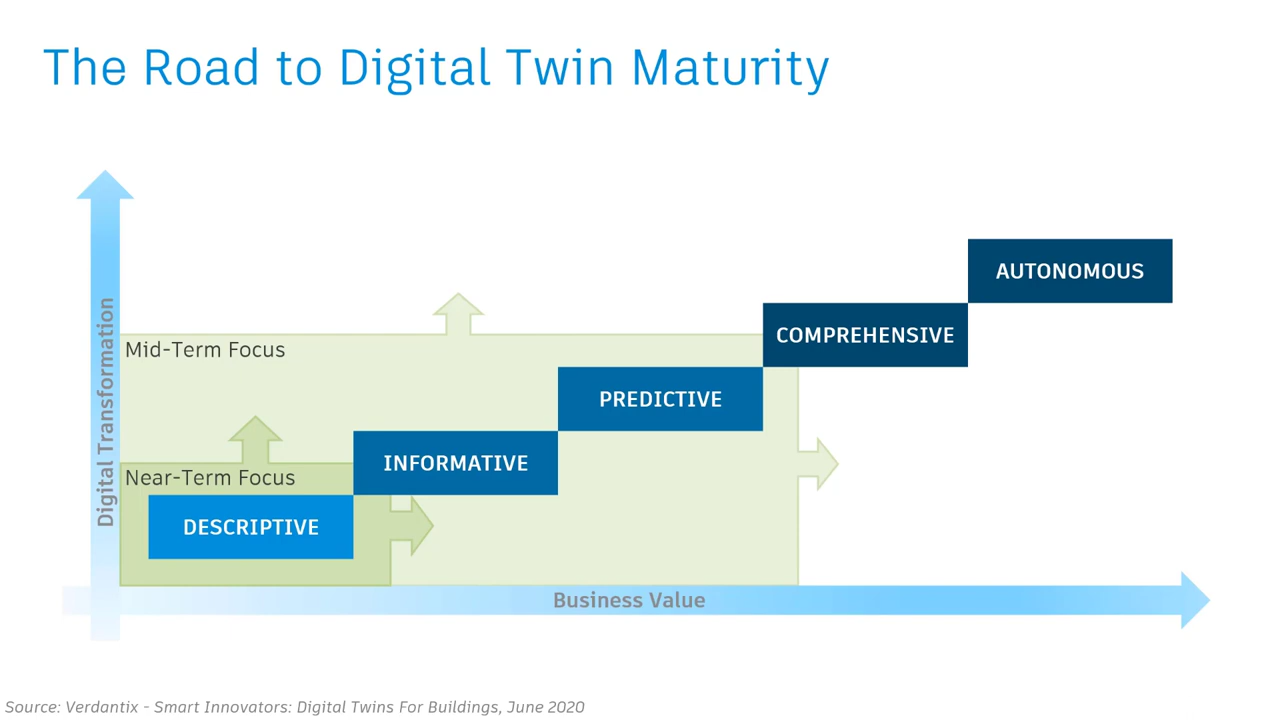 The Road to Digital Twin Maturity
AUTONOMOUS
COMPREHENSIVE
Mid-Term Focus
PREDICTIVE
INFORMATIVE
Near-Term Focus
DESCRIPTIVE
Digital Transformation
Business Value
Source: Verdantix - Smart Innovators: Digital Twins For Buildings, June 2020